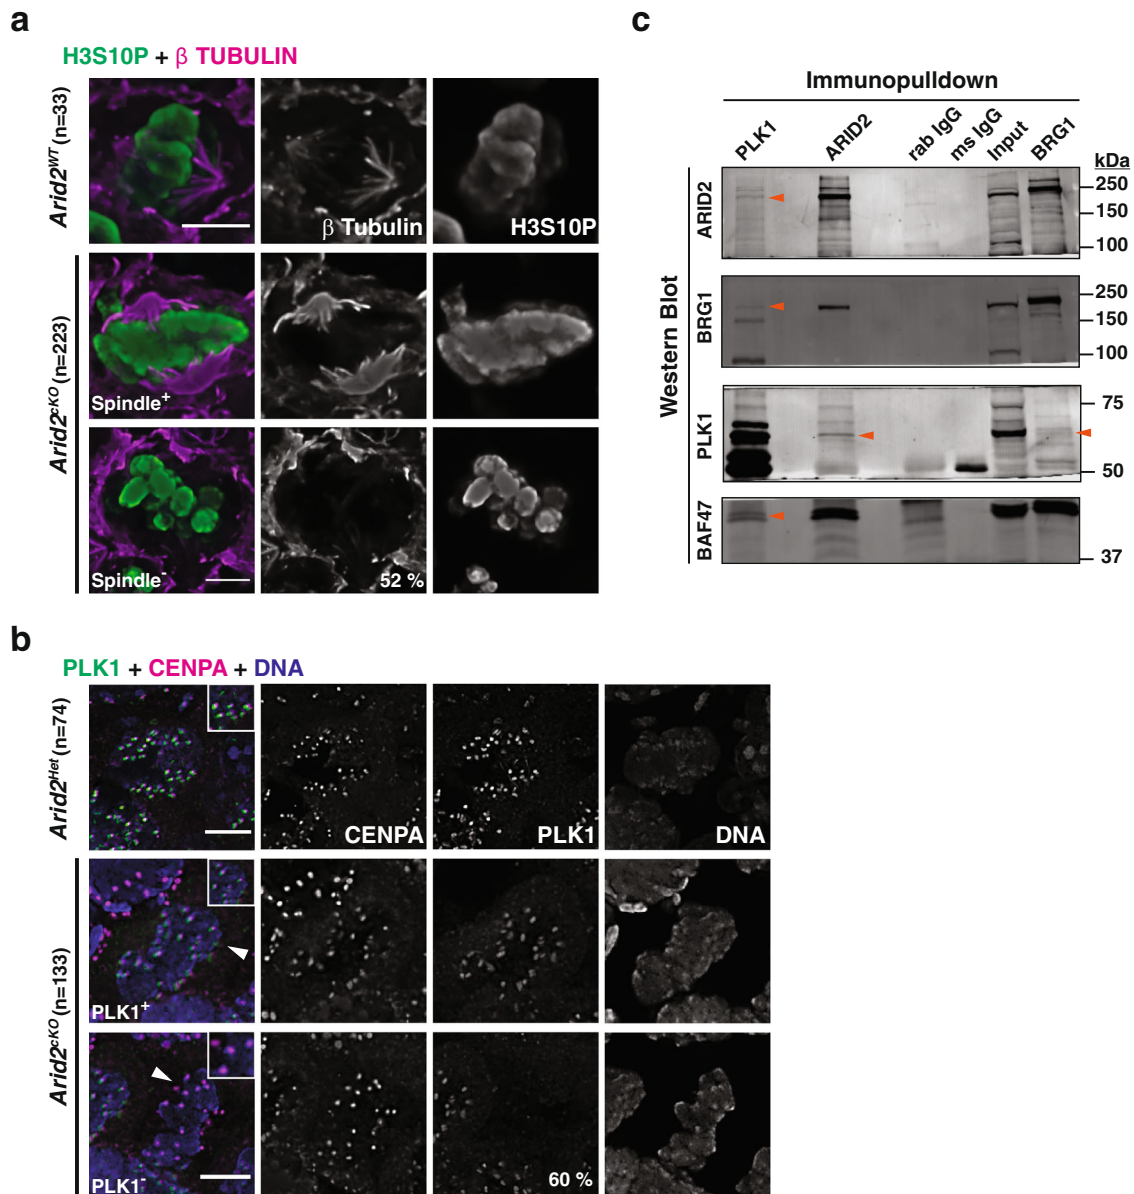 a
H3S10P + β TUBULIN
Arid2WT (n=33)
β Tubulin
H3S10P
Arid2cKO (n=223)
Spindle+
Spindle-
52 %
b
PLK1 + CENPA + DNA
Arid2Het (n=74)
CENPA
PLK1
DNA
Arid2cKO (n=133)
PLK1+
PLK1-
60 %
c
Immunopulldown
PLK1
ARID2
rab IgG
ms IgG
Input
BRG1
kDa
Western Blot
ARID2
250
150
100
BRG1
250
150
100
PLK1
75
50
BAF47
37